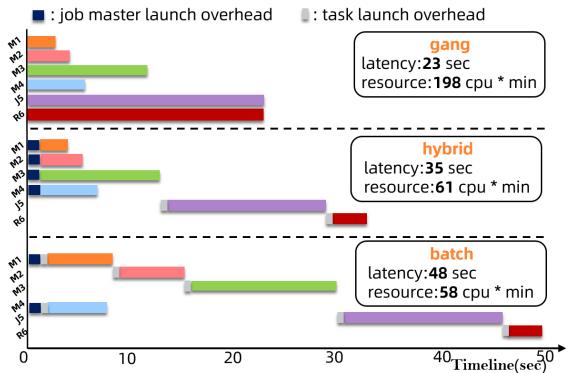 : job master launch overhead : task launch overhead
M1
M2
M3
M4
J5
R6
gang
latency:23 sec
resource:198 cpu * min
M1
M2
M3
M4
J5
R6
hybrid
latency:35 sec
resource:61 cpu * min
M1
M2
M3
M4
J5
R6
batch
latency:48 sec
resource:58 cpu * min
0 10 20 30 40 50
Timeline(sec)